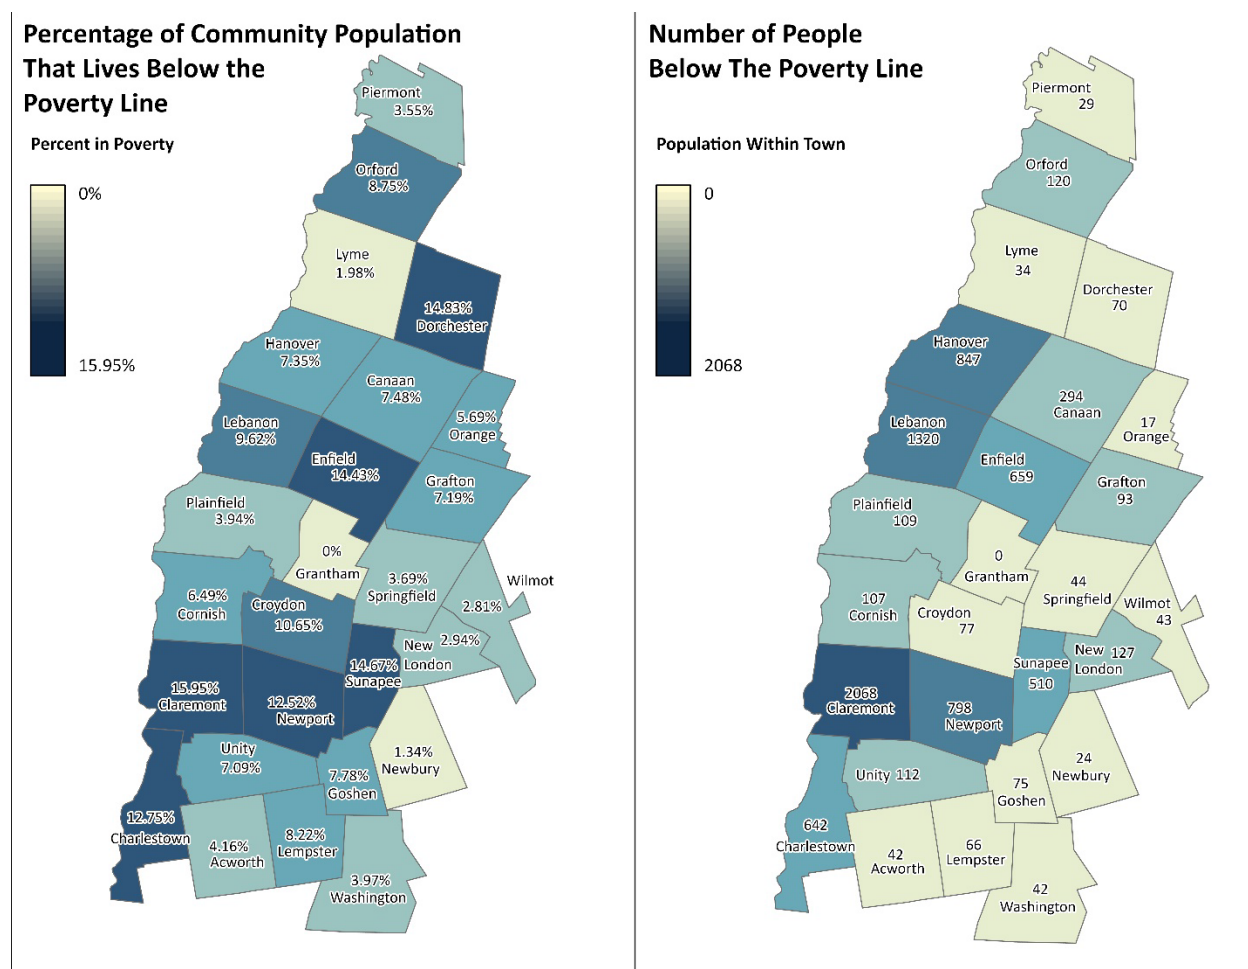 Percentage of Community Population
That Lives Below the
Poverty Line
Percent in Poverty
0%
15.95%
Piermont
3.55%
Orford
8.75%
Lyme
1.98%
14.83%
Dorchester
Hanover
7.35%
Canaan
7.48%
5.69%
Orange
Lebanon
9.62%
Enfield
14.43%
Grafton
7.19%
Plainfield
3.94%
0%
Grantham
3.69%
Springfield
Wilmot
2.81%
6.49%
Cornish
Croydon
10.65%
New 2.94%
London
14.67%
Sunapee
15.95%
Claremont
12.52%
Newport
Unity
7.09%
7.78%
Goshen
1.34%
Newbury
12.75%
Charlestown
4.16%
Acworth
8.22%
Lempster
3.97%
Washington
Number of People
Below The Poverty Line
Population Within Town
0
2068
Piermont
29
Orford
120
Lyme
34
Dorchester
70
Hanover
847
294
Canaan
17
Orange
Lebanon
1320
Enfield
659
Grafton
93
Plainfield
109
0
Grantham
44
Springfield
Wilmot
43
107
Cornish
Croydon
77
New 127
London
Sunapee
510
2068
Claremont
798
Newport
Unity 112
75
Goshen
24
Newbury
642
Charlestown
42
Acworth
66
Lempster
42
Washington